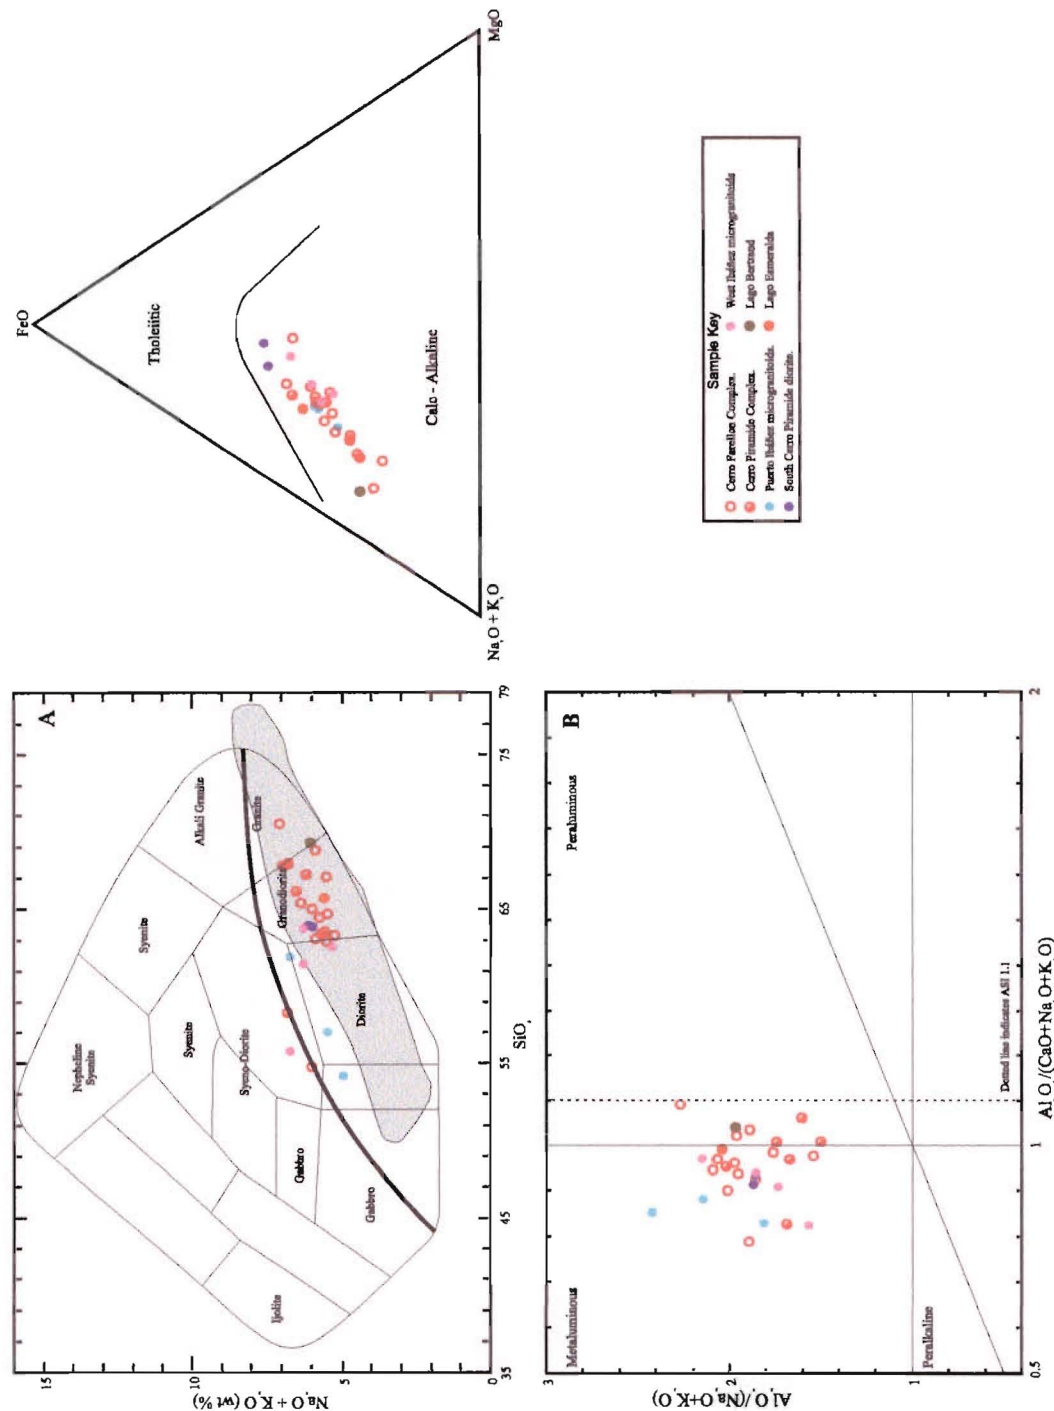 A
Nepheline
Syenite
Syenite
Alkali Granite
Syenite
Syeno-Diorite
Granite
Granodiorite
Gabbro
Diorite
Gabbro
Ijolite
15
10
5
0
Na₂O + K₂O (wt %)
35
45
55
65
75
79
SiO₂
FeO
Tholeiitic
Calc - Alkaline
Na₂O + K₂O
MgO
B
Metaluminous
Peraluminous
Peralkaline
Dotted line indicates ASI 1.1
3
2
1
Al₂O₃/(Na₂O+K₂O)
0.5
1
2
Al₂O₃/(CaO+Na₂O+K₂O)
Sample Key
Cerro Farellon Complex.
West Ibáñez microgranitoids
Cerro Piramide Complex.
Lago Bertrand
Puerto Ibáñez microgranitoids.
Lago Esmeralda
South Cerro Piramide diorite.